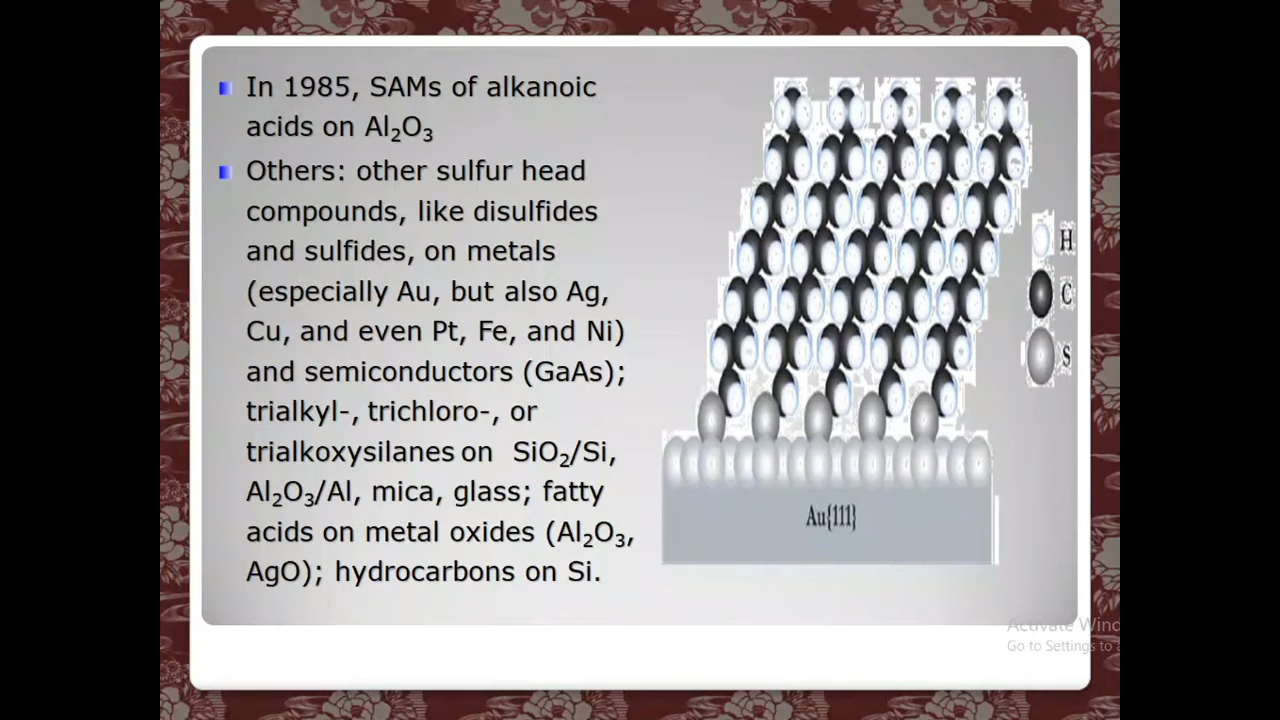 In 1985, SAMs of alkanoic
acids on Al₂O₃
Others: other sulfur head
compounds, like disulfides
and sulfides, on metals
(especially Au, but also Ag,
Cu, and even Pt, Fe, and Ni)
and semiconductors (GaAs);
trialkyl-, trichloro-, or
trialkoxysilanes on SiO₂/Si,
Al₂O₃/Al, mica, glass; fatty
acids on metal oxides (Al₂O₃,
AgO); hydrocarbons on Si.
H
C
S
Au{111}
Activate Wind
Go to Settings to a